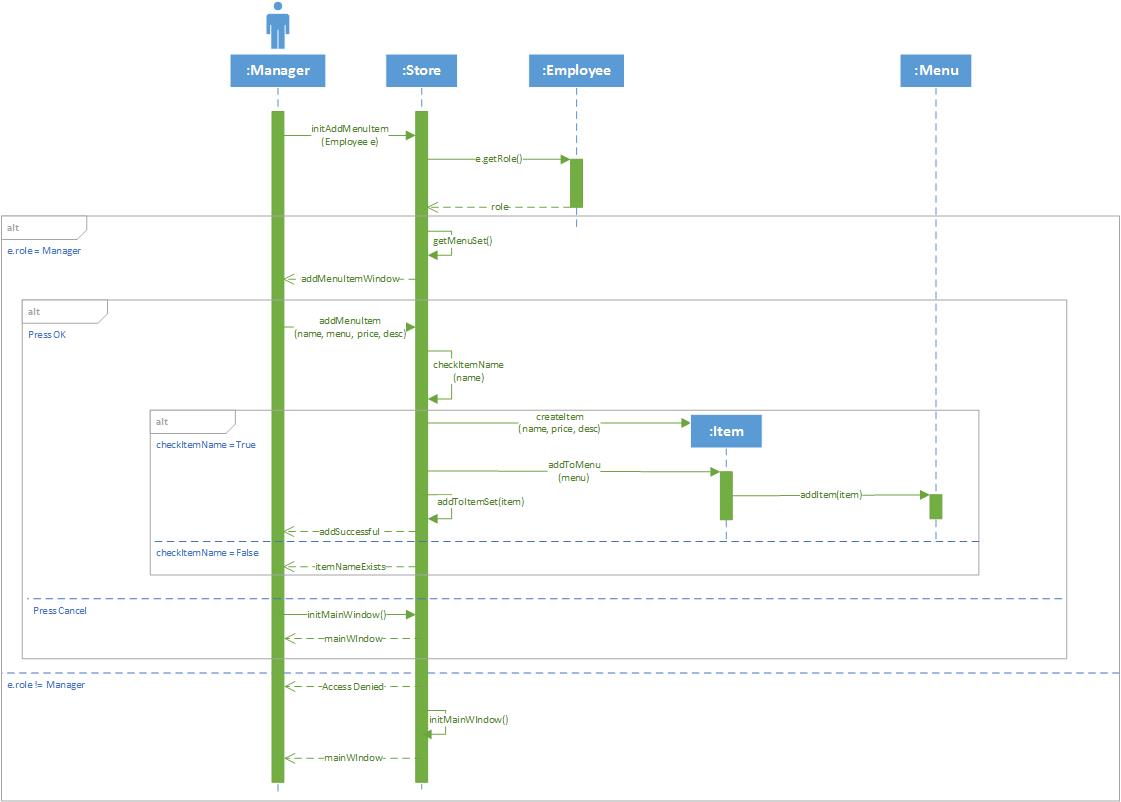 :Manager
:Store
:Employee
:Menu
initAddMenuItem
(Employee e)
e.getRole()
role
alt
e.role = Manager
getMenuSet()
addMenuItemWindow
alt
Press OK
addMenuItem
(name, menu, price, desc)
checkItemName
(name)
alt
checkItemName = True
createItem
(name, price, desc)
:Item
addToMenu
(menu)
addItem(item)
addToItemSet(item)
addSuccessful
checkItemName = False
itemNameExists
Press Cancel
initMainWindow()
mainWIndow
e.role != Manager
Access Denied
initMainWIndow()
mainWindow